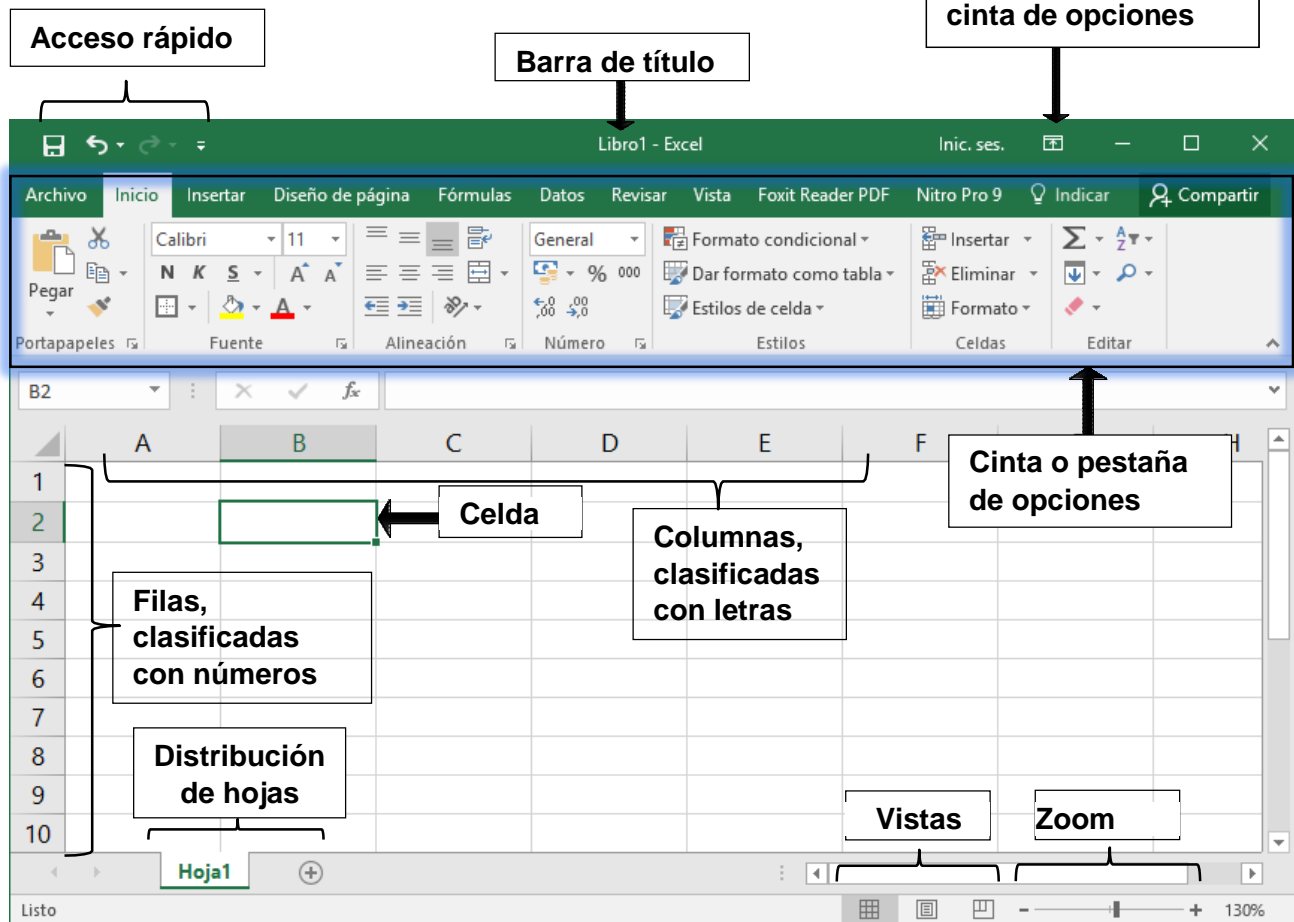 cinta de opciones
Acceso rápido
Barra de título
Libro1 - Excel
Inic. ses.
Archivo Inicio Insertar Diseño de página Fórmulas Datos Revisar Vista Foxit Reader PDF Nitro Pro 9 Indicar Compartir
Calibri 11 General Formato condicional Insertar
N K S A A % 000 Dar formato como tabla Eliminar
Pegar
A Estilos de celda Formato
Portapapeles Fuente Alineación Número Estilos Celdas Editar
B2 fx
A B C D E F H
Cinta o pestaña
de opciones
1
2
3
4
5
6
7
8
9
10
Celda
Columnas,
clasificadas
con letras
Filas,
clasificadas
con números
Distribución
de hojas
Vistas
Zoom
Hoja1
Listo
130%